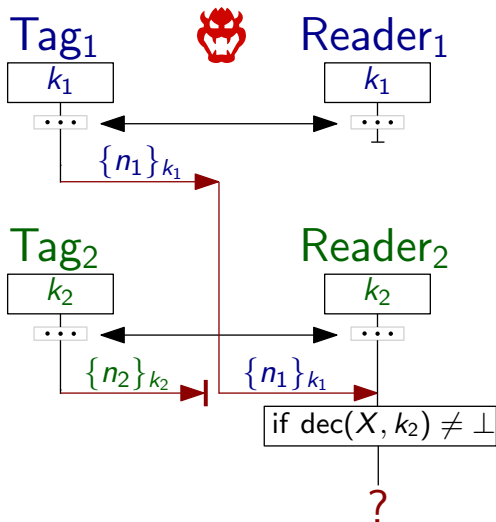 Tag₁ Reader₁
k₁ k₁
••• •••
{n₁}ₖ₁
Tag₂ Reader₂
k₂ k₂
••• •••
{n₂}ₖ₂ {n₁}ₖ₁
if dec(X, k₂) ≠ ⊥
?